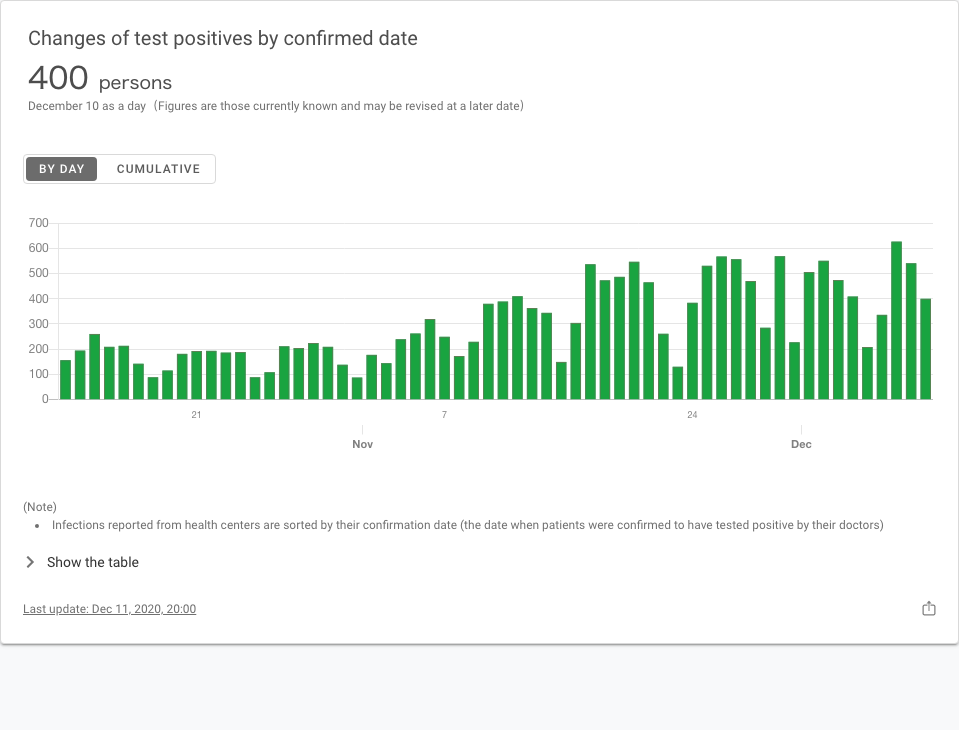 Changes of test positives by confirmed date
400 persons
December 10 as a day (Figures are those currently known and may be revised at a later date)
BY DAY CUMULATIVE
700
600
500
400
300
200
100
0
21 7 24
Nov Dec
(Note)
• Infections reported from health centers are sorted by their confirmation date (the date when patients were confirmed to have tested positive by their doctors)
Show the table
Last update: Dec 11, 2020, 20:00